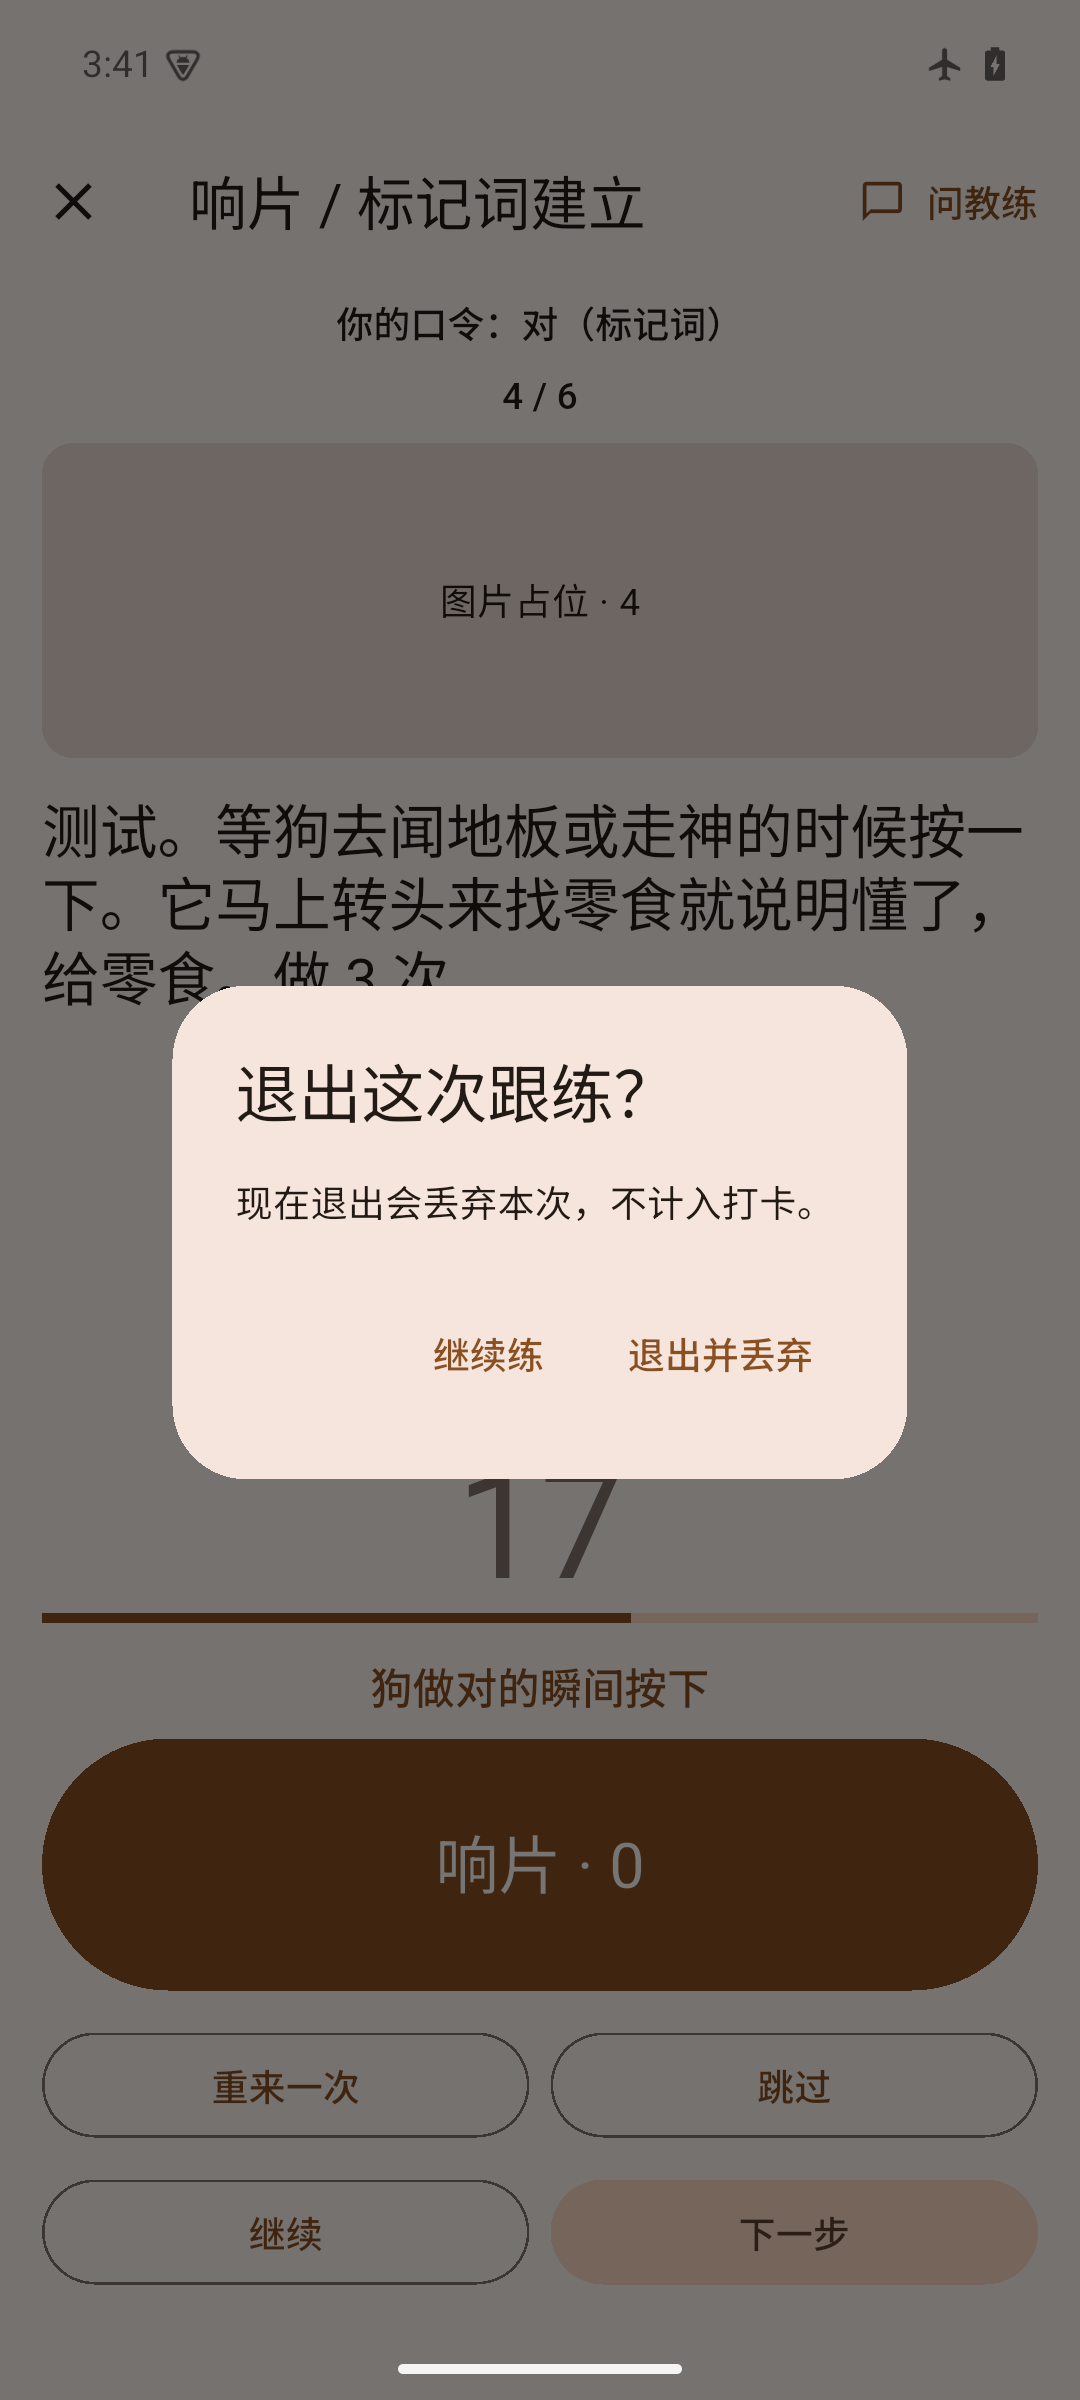 3:41
响片 / 标记词建立
问教练
你的口令：对（标记词）
4 / 6
图片占位 · 4
测试。等狗去闻地板或走神的时候按一
下。它马上转头来找零食就说明懂了，
给零食。做 3 次
退出这次跟练？
现在退出会丢弃本次，不计入打卡。
继续练
退出并丢弃
17
狗做对的瞬间按下
响片 · 0
重来一次
跳过
继续
下一步